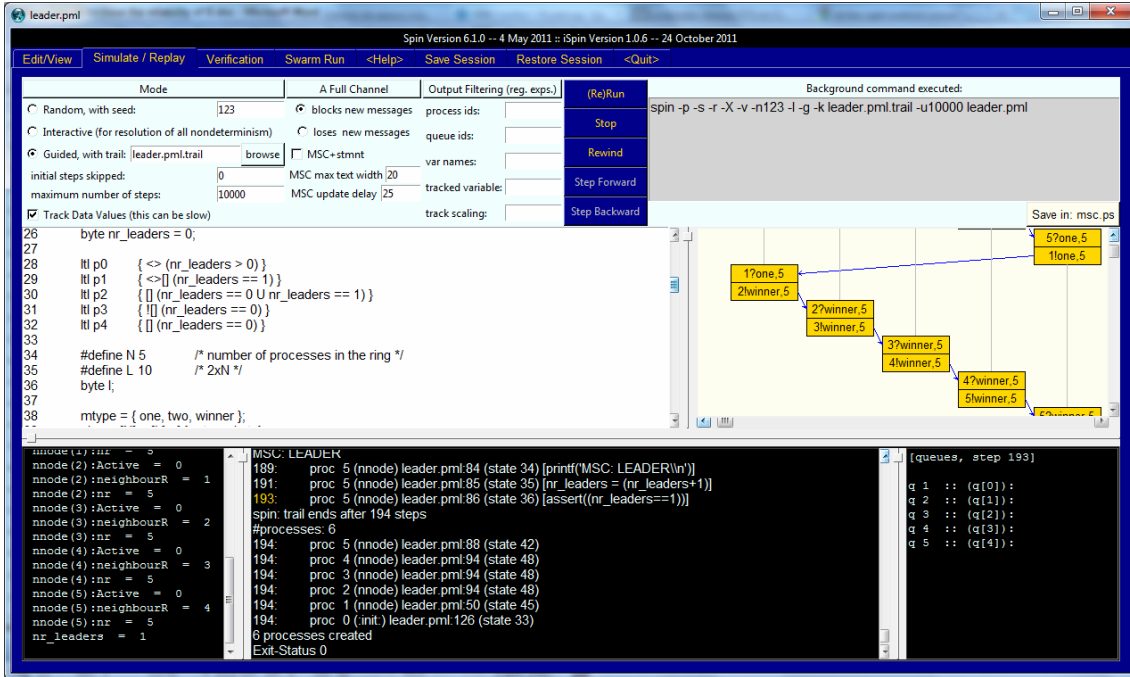 leader.pml
Spin Version 6.1.0 -- 4 May 2011 :: iSpin Version 1.0.6 -- 24 October 2011
Edit/View Simulate / Replay Verification Swarm Run <Help> Save Session Restore Session <Quit>
Mode
Random, with seed: 123
Interactive (for resolution of all nondeterminism)
Guided, with trail: leader.pml.trail browse
initial steps skipped: 0
maximum number of steps: 10000
Track Data Values (this can be slow)
A Full Channel
blocks new messages
loses new messages
MSC+stmnt
MSC max text width 20
MSC update delay 25
Output Filtering (reg. exps.)
process ids:
queue ids:
var names:
tracked variable:
track scaling:
(Re)Run
Stop
Rewind
Step Forward
Step Backward
Background command executed:
spin -p -s -r -X -v -n123 -l -g -k leader.pml.trail -u10000 leader.pml
Save in: msc.ps
26 byte nr_leaders = 0;
27
28 ltl p0 { <> (nr_leaders > 0) }
29 ltl p1 { <>[] (nr_leaders == 1) }
30 ltl p2 { [] (nr_leaders == 0 U nr_leaders == 1) }
31 ltl p3 { ![] (nr_leaders == 0) }
32 ltl p4 { [] (nr_leaders == 0) }
33
34 #define N 5 /* number of processes in the ring */
35 #define L 10 /* 2xN */
36 byte I;
37
38 mtype = { one, two, winner };
5?one,5
1!one,5
1?one,5
2!winner,5
2?winner,5
3!winner,5
3?winner,5
4!winner,5
4?winner,5
5!winner,5
5?winner,5
nnode(1):nr = 5
nnode(2):Active = 0
nnode(2):neighbourR = 1
nnode(2):nr = 5
nnode(3):Active = 0
nnode(3):neighbourR = 2
nnode(3):nr = 5
nnode(4):Active = 0
nnode(4):neighbourR = 3
nnode(4):nr = 5
nnode(5):Active = 0
nnode(5):neighbourR = 4
nnode(5):nr = 5
nr_leaders = 1
MSC: LEADER
189: proc 5 (nnode) leader.pml:84 (state 34) [printf('MSC: LEADER\\n')]
191: proc 5 (nnode) leader.pml:85 (state 35) [nr_leaders = (nr_leaders+1)]
193: proc 5 (nnode) leader.pml:86 (state 36) [assert((nr_leaders==1))]
spin: trail ends after 194 steps
#processes: 6
194: proc 5 (nnode) leader.pml:88 (state 42)
194: proc 4 (nnode) leader.pml:94 (state 48)
194: proc 3 (nnode) leader.pml:94 (state 48)
194: proc 2 (nnode) leader.pml:94 (state 48)
194: proc 1 (nnode) leader.pml:50 (state 45)
194: proc 0 (:init:) leader.pml:126 (state 33)
6 processes created
Exit-Status 0
[queues, step 193]
q 1 :: (q[0]):
q 2 :: (q[1]):
q 3 :: (q[2]):
q 4 :: (q[3]):
q 5 :: (q[4]):